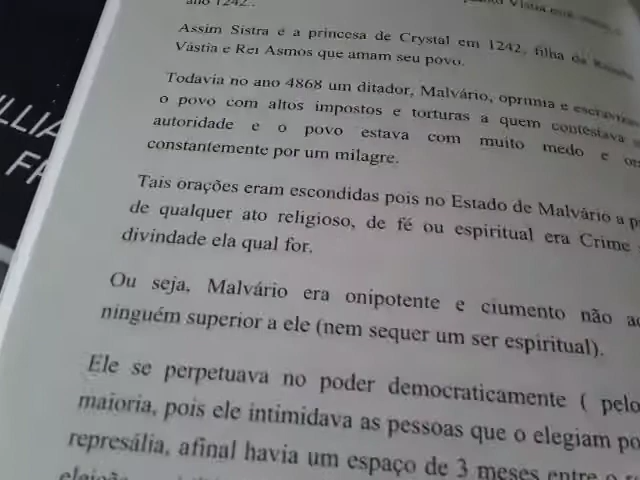 ano 1242..
Assim Sistra é a princesa de Crystal em 1242, filha da
Vástia e Rei Asmos que amam seu povo.
Todavia no ano 4868 um ditador, Malvário, oprimia e
o povo com altos impostos e torturas a quem contestava
autoridade e o povo estava com muito medo e
constantemente por um milagre.
Tais orações eram escondidas pois no Estado de Malvário a
de qualquer ato religioso, de fé ou espiritual era Crime
divindade ela qual for.
Ou seja, Malvário era onipotente e ciumento não
ninguém superior a ele (nem sequer um ser espiritual).
Ele se perpetuava no poder democraticamente ( pelo
maioria, pois ele intimidava as pessoas que o elegiam
represália, afinal havia um espaço de 3 meses entre o